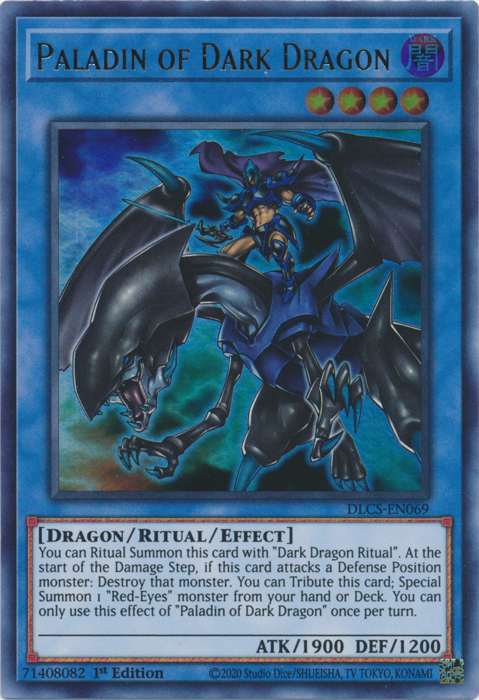 PALADIN OF DARK DRAGON
DARK
闇
DLCS-EN069
[DRAGON/RITUAL/EFFECT]
You can Ritual Summon this card with "Dark Dragon Ritual". At the
start of the Damage Step, if this card attacks a Defense Position
monster: Destroy that monster. You can Tribute this card; Special
Summon 1 "Red-Eyes" monster from your hand or Deck. You can
only use this effect of "Paladin of Dark Dragon" once per turn.
ATK/1900 DEF/1200
71408082 1st Edition ©2020 Studio Dice/SHUEISHA, TV TOKYO, KONAMI